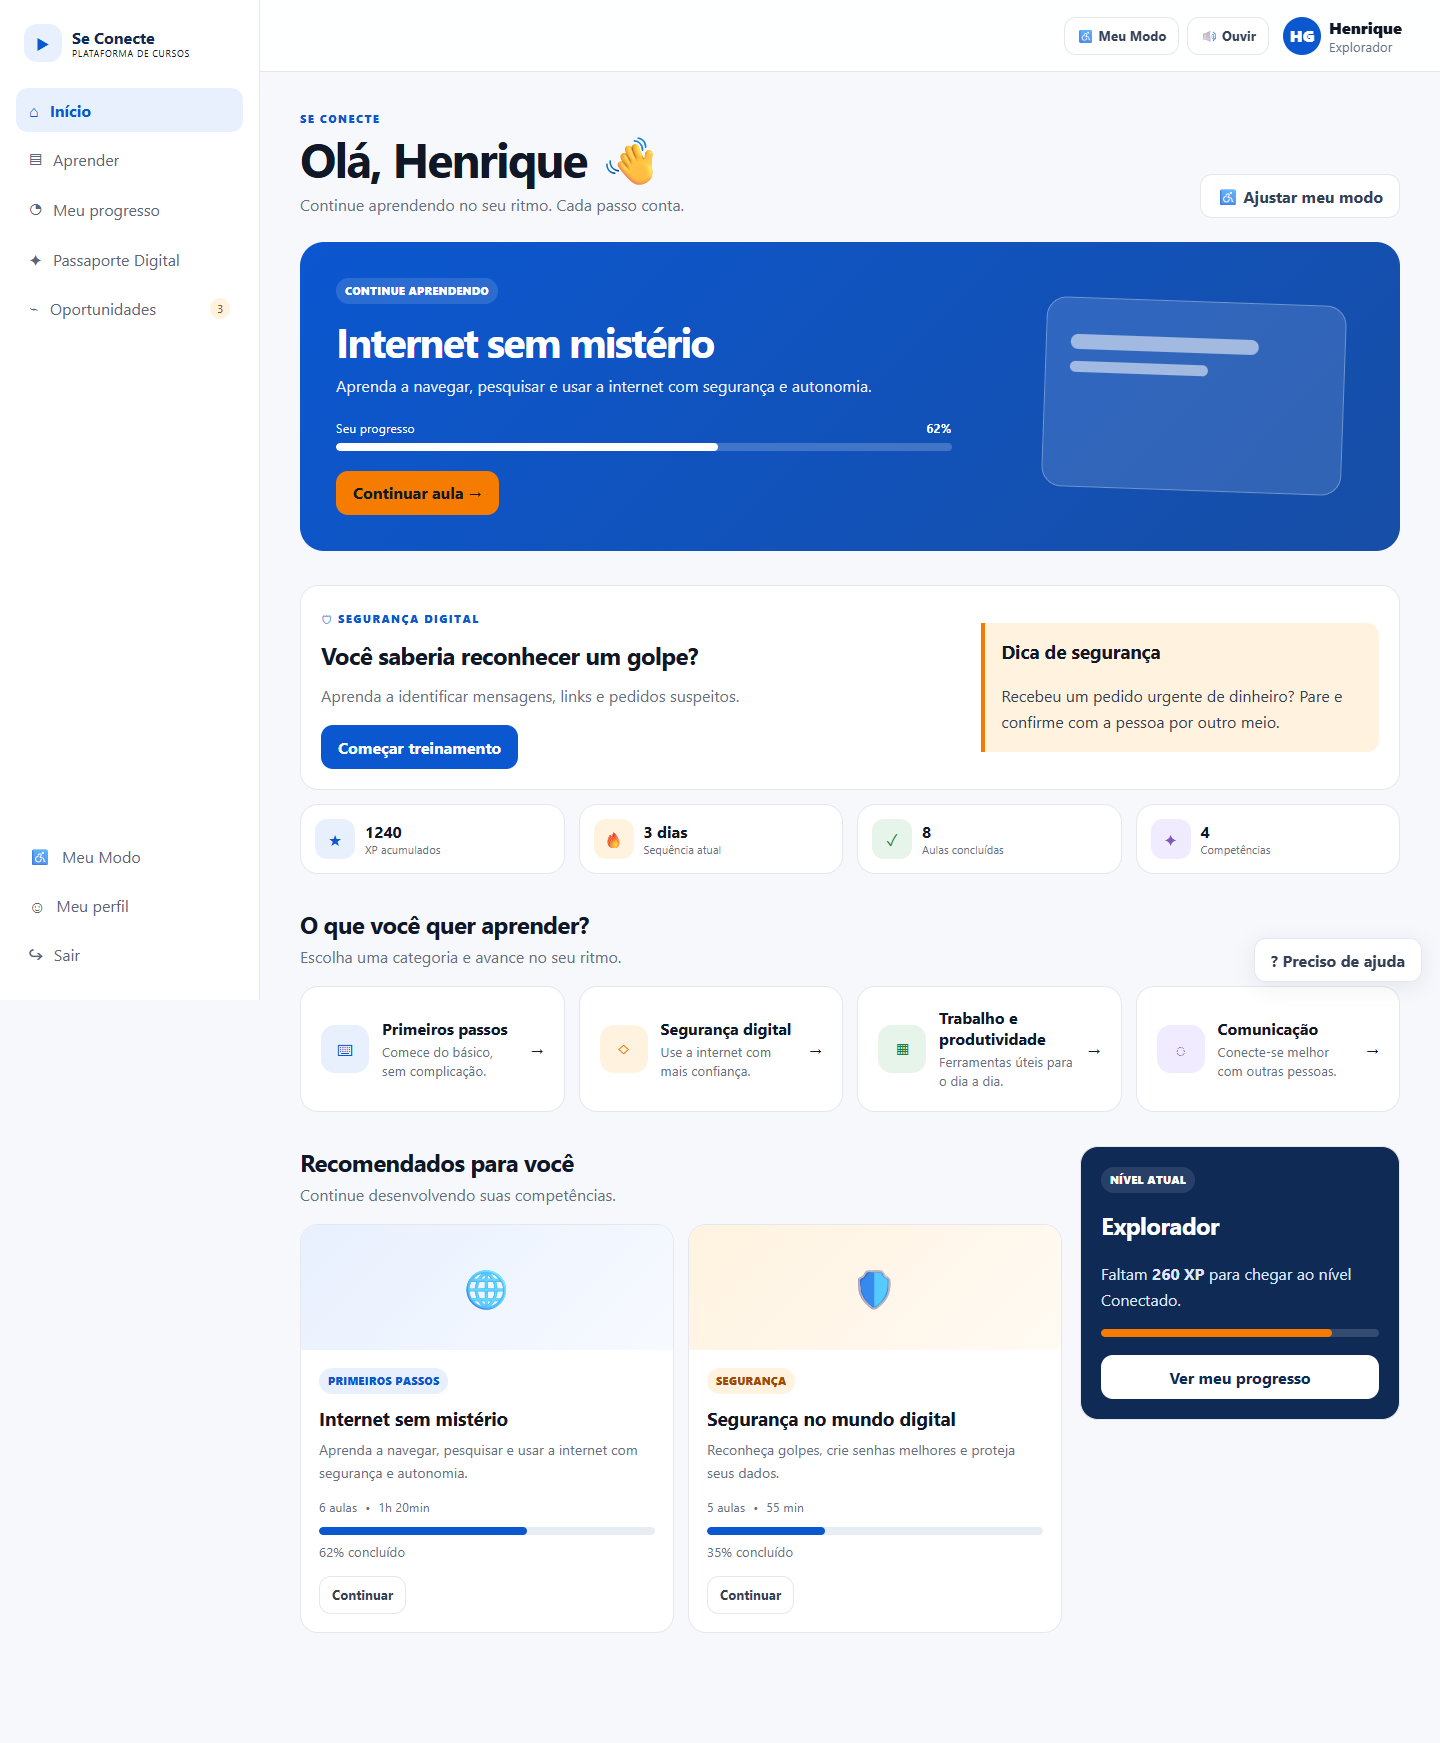 Se Conecte
PLATAFORMA DE CURSOS
Início
Aprender
Meu progresso
Passaporte Digital
Oportunidades 3
Meu Modo
Meu perfil
Sair
Meu Modo
Ouvir
HG
Henrique
Explorador
SE CONECTE
Olá, Henrique
Continue aprendendo no seu ritmo. Cada passo conta.
Ajustar meu modo
CONTINUE APRENDENDO
Internet sem mistério
Aprenda a navegar, pesquisar e usar a internet com segurança e autonomia.
Seu progresso 62%
Continuar aula →
SEGURANÇA DIGITAL
Você saberia reconhecer um golpe?
Aprenda a identificar mensagens, links e pedidos suspeitos.
Começar treinamento
Dica de segurança
Recebeu um pedido urgente de dinheiro? Pare e
confirme com a pessoa por outro meio.
1240
XP acumulados
3 dias
Sequência atual
8
Aulas concluídas
4
Competências
O que você quer aprender?
Escolha uma categoria e avance no seu ritmo.
? Preciso de ajuda
Primeiros passos
Comece do básico,
sem complicação.
→
Segurança digital
Use a internet com
mais confiança.
→
Trabalho e
produtividade
Ferramentas úteis para
o dia a dia.
→
Comunicação
Conecte-se melhor
com outras pessoas.
→
Recomendados para você
Continue desenvolvendo suas competências.
PRIMEIROS PASSOS
Internet sem mistério
Aprenda a navegar, pesquisar e usar a internet com
segurança e autonomia.
6 aulas • 1h 20min
62% concluído
Continuar
SEGURANÇA
Segurança no mundo digital
Reconheça golpes, crie senhas melhores e proteja
seus dados.
5 aulas • 55 min
35% concluído
Continuar
NÍVEL ATUAL
Explorador
Faltam 260 XP para chegar ao nível
Conectado.
Ver meu progresso